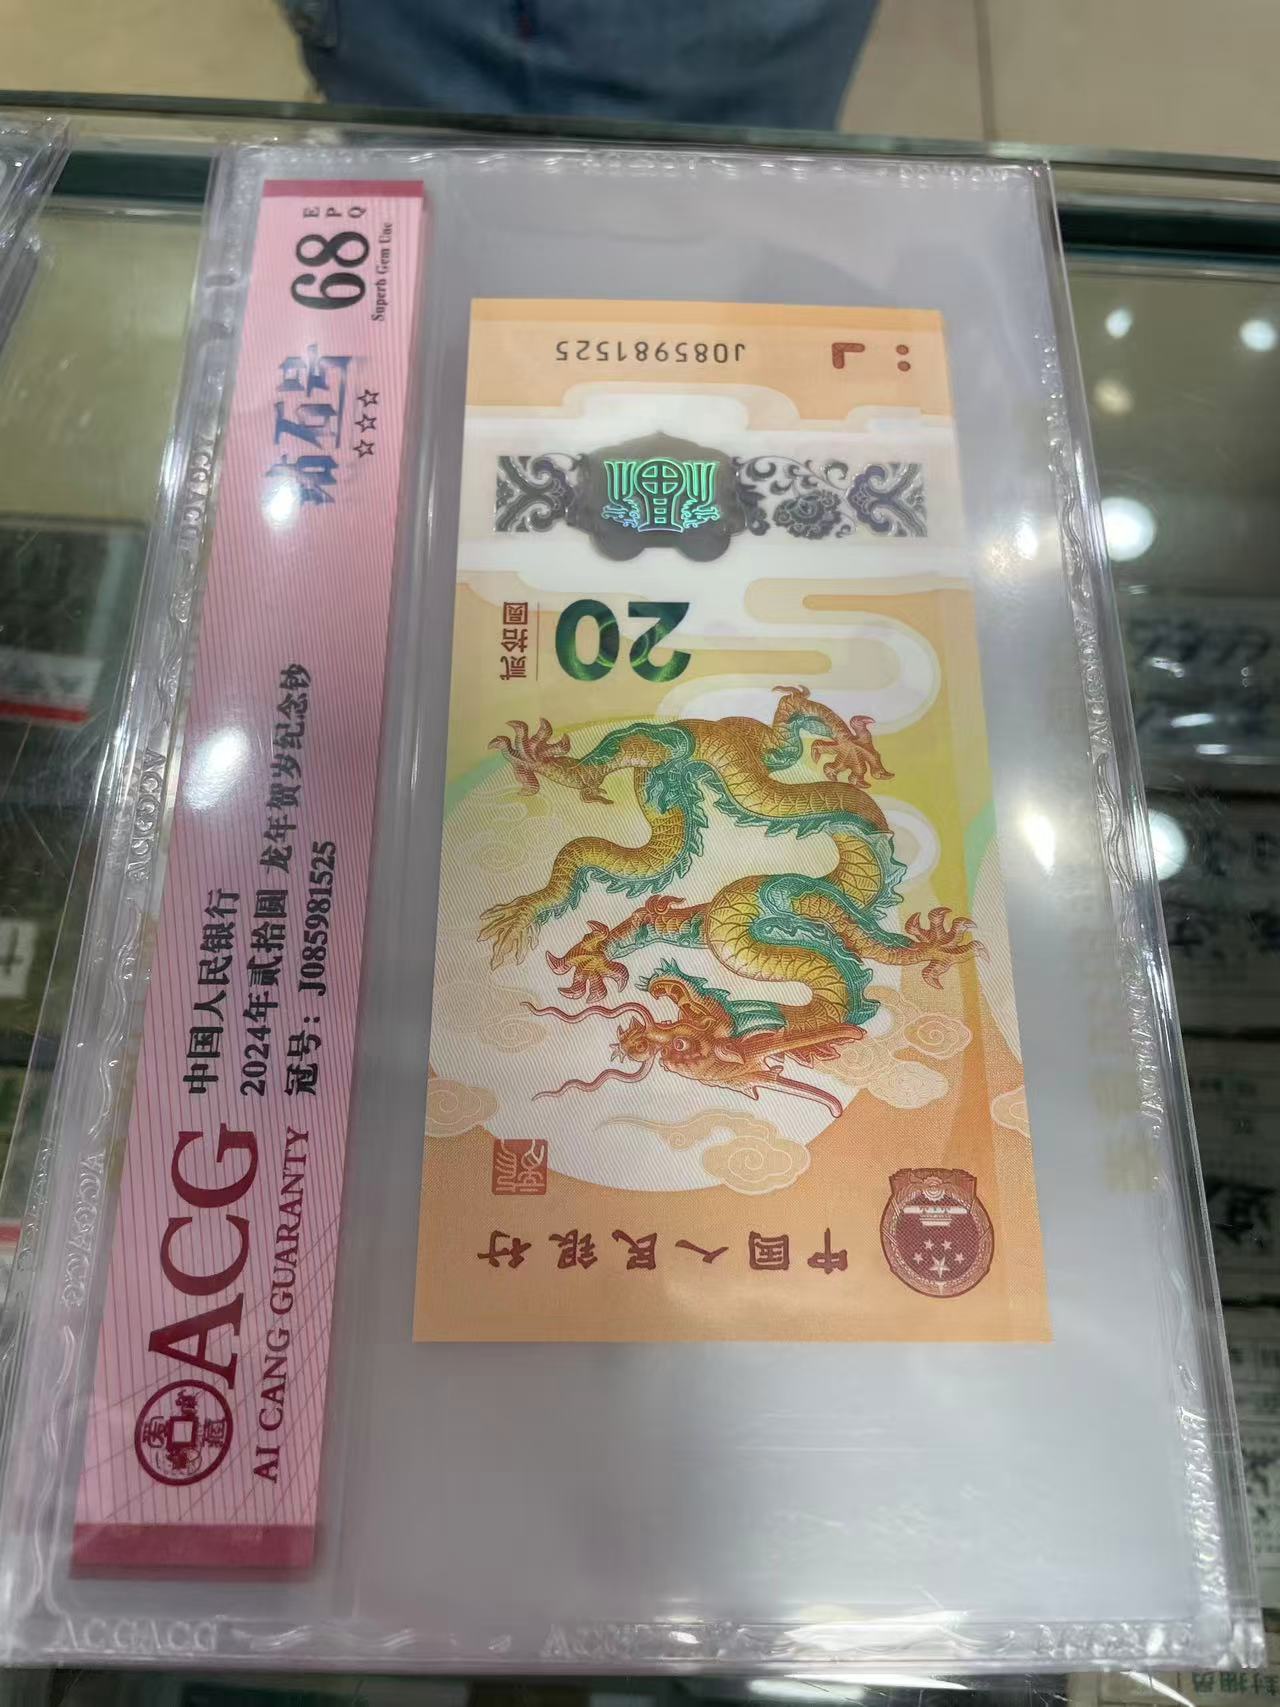 ACG
AI CANG GUARANTY
中国人民银行
2024年贰拾圆 龙年贺岁纪念钞
冠号：J085981525
钻石号
☆☆☆
68
EPQ
Superb Gem Unc
中国人民银行
20
贰拾圆
J085981525